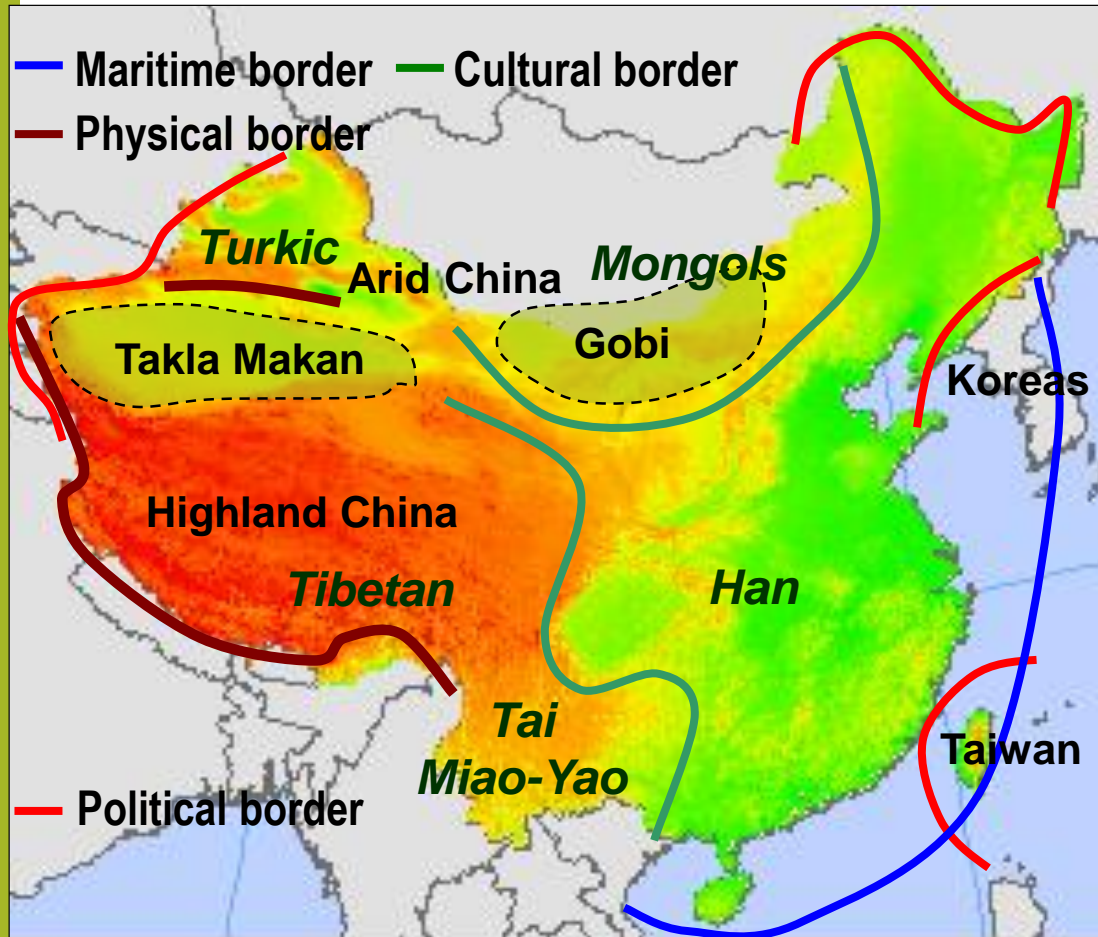 Maritime border
Cultural border
Physical border
Turkic
Arid China
Mongols
Takla Makan
Gobi
Koreas
Highland China
Tibetan
Han
Tai
Miao-Yao
Taiwan
Political border